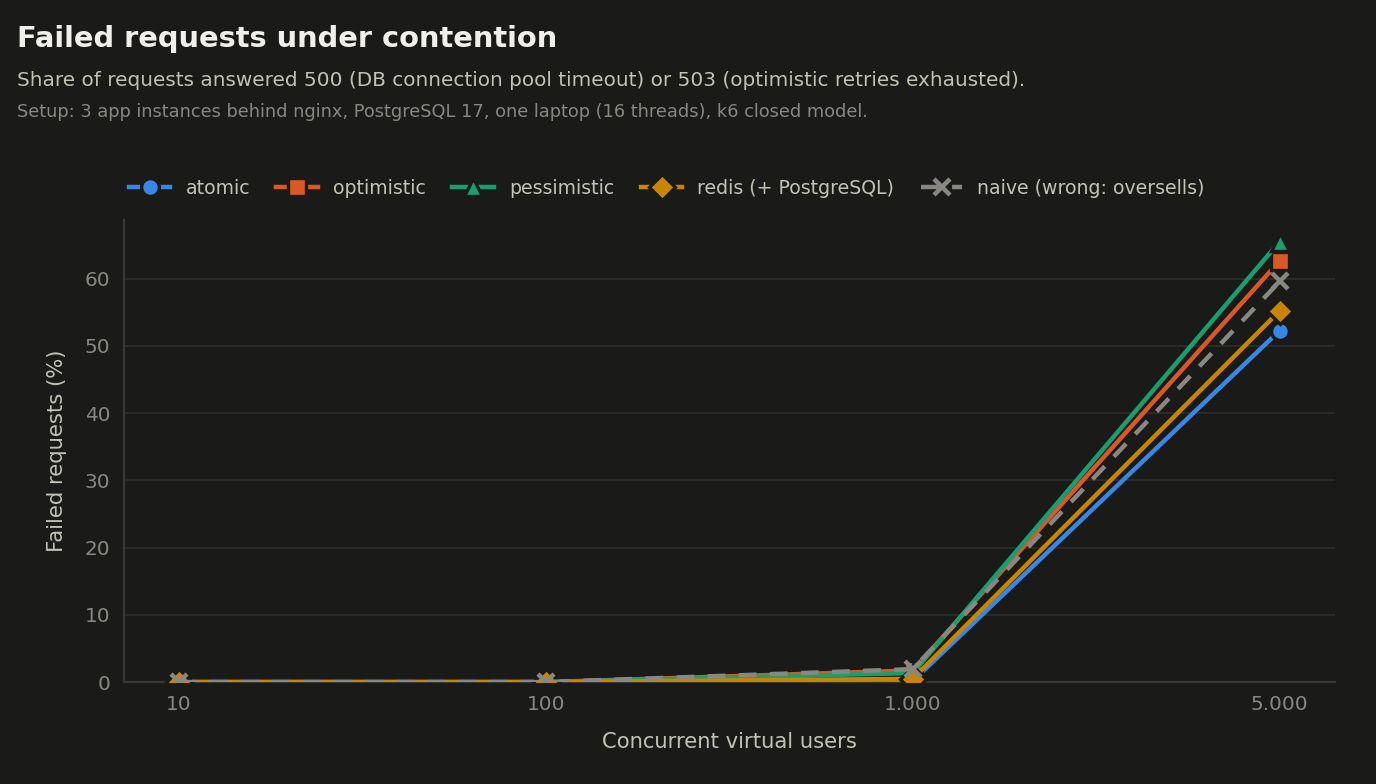 Failed requests under contention
Share of requests answered 500 (DB connection pool timeout) or 503 (optimistic retries exhausted).
Setup: 3 app instances behind nginx, PostgreSQL 17, one laptop (16 threads), k6 closed model.
atomic optimistic pessimistic redis (+ PostgreSQL) naive (wrong: oversells)
Failed requests (%)
60
50
40
30
20
10
0
10 100 1.000 5.000
Concurrent virtual users